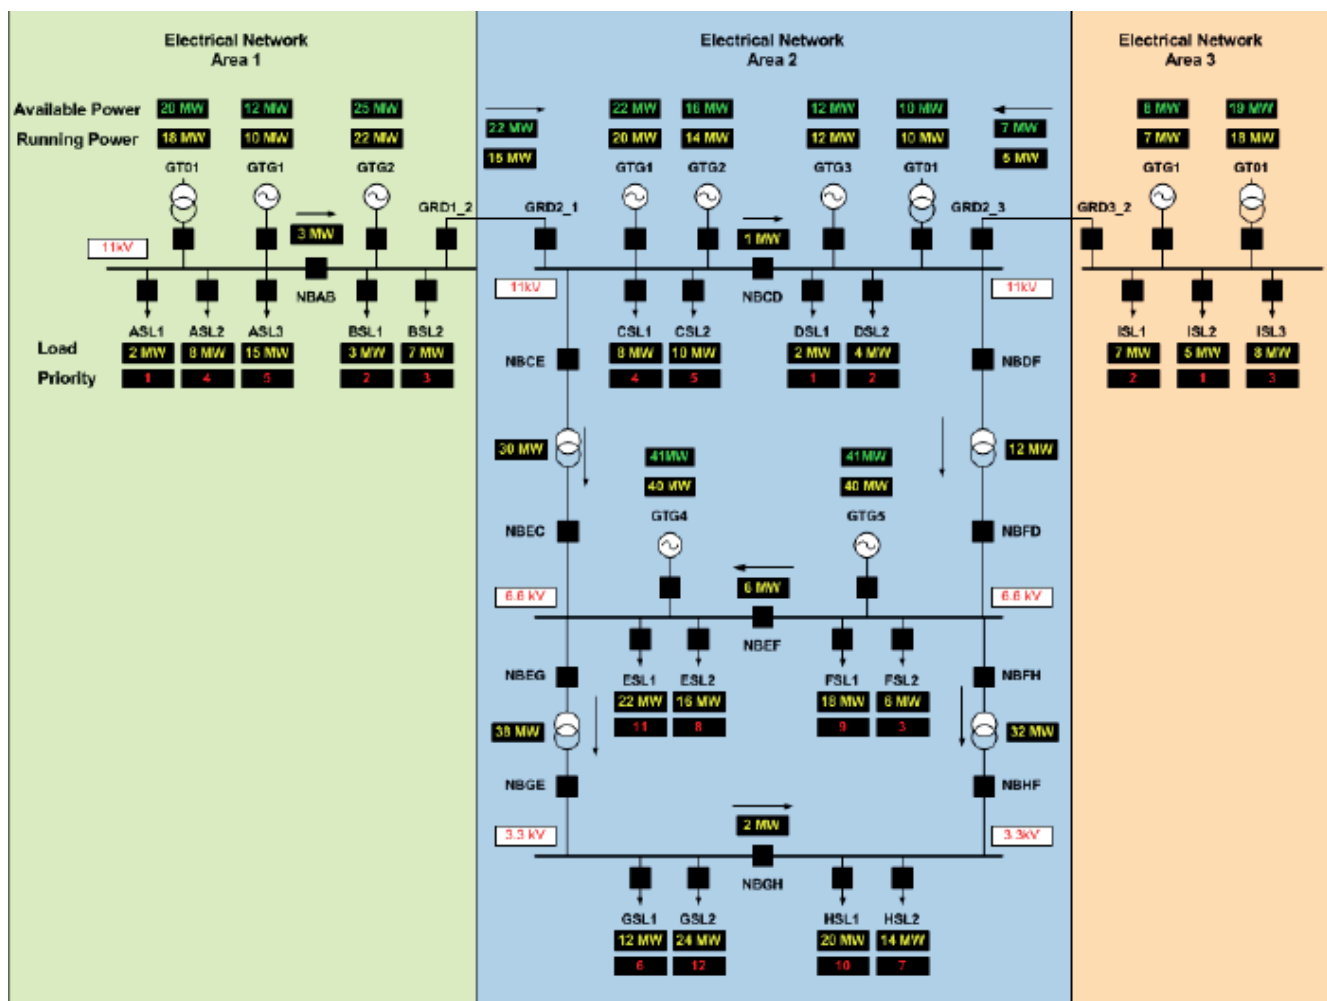 Electrical Network
Area 1
Electrical Network
Area 2
Electrical Network
Area 3
Available Power 20 MW 12 MW 25 MW 22 MW 22 MW 16 MW 12 MW 10 MW 7 MW 8 MW 19 MW
Running Power 18 MW 10 MW 22 MW 15 MW 20 MW 14 MW 12 MW 10 MW 5 MW 7 MW 18 MW
GT01 GTG1 GTG2 GTG1 GTG2 GTG3 GT01 GTG1 GT01
GRD1_2 GRD2_1 GRD2_3 GRD3_2
3 MW 1 MW
11kV
NBAB 11kV NBCD 11kV
ASL1 ASL2 ASL3 BSL1 BSL2 CSL1 CSL2 DSL1 DSL2 ISL1 ISL2 ISL3
Load 2 MW 8 MW 15 MW 3 MW 7 MW 8 MW 10 MW 2 MW 4 MW 7 MW 5 MW 8 MW
Priority 1 4 5 2 3 4 5 1 2 2 1 3
NBCE NBDF
30 MW 12 MW
41MW 41MW
40 MW 40 MW
GTG4 GTG5
NBEC NBFD
6 MW
6.6 kV 6.6 kV
NBEF
NBEG NBFH
ESL1 ESL2 FSL1 FSL2
22 MW 16 MW 18 MW 6 MW
11 8 9 3
38 MW 32 MW
NBGE NBHF
2 MW
3.3 kV 3.3kV
NBGH
GSL1 GSL2 HSL1 HSL2
12 MW 24 MW 20 MW 14 MW
6 12 10 7